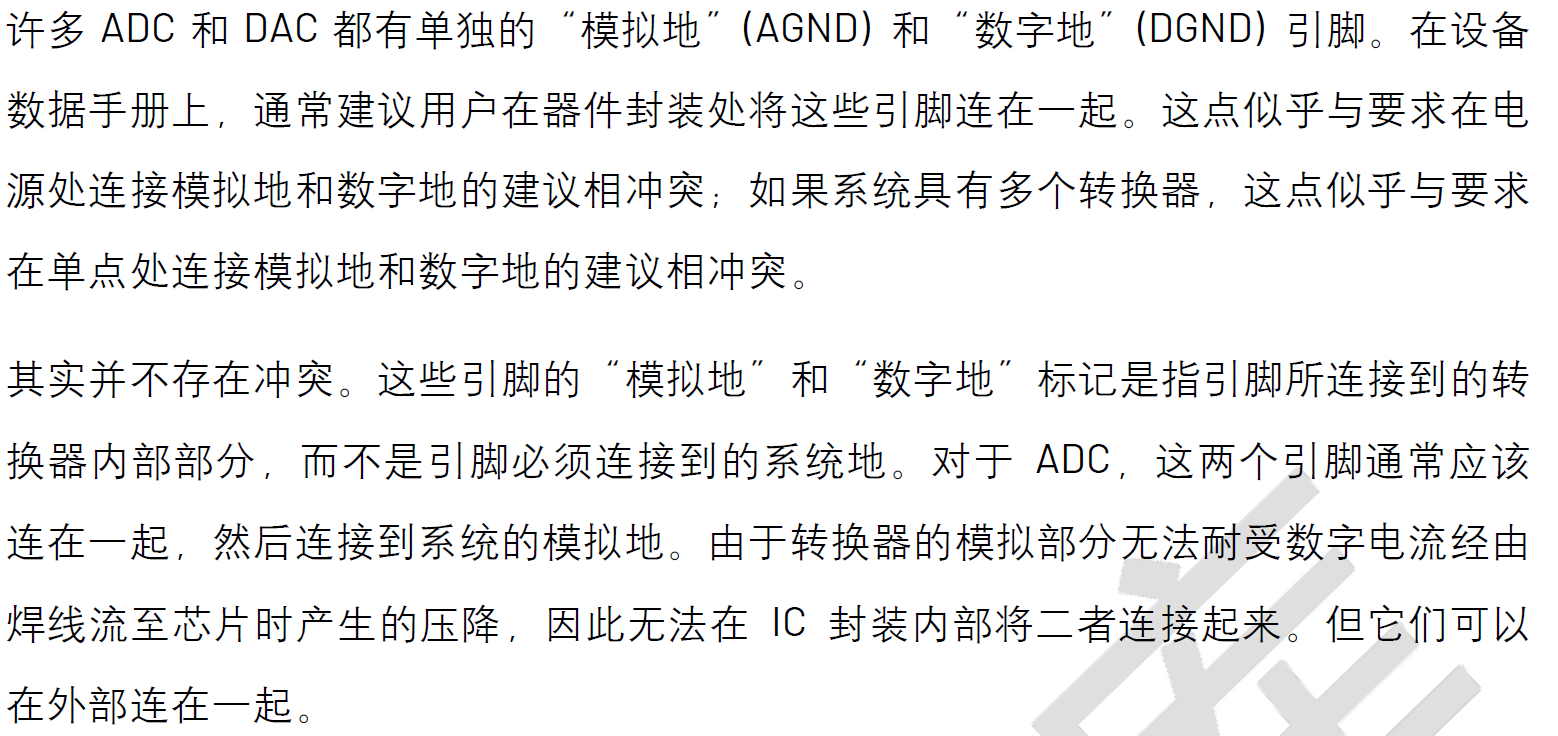 许多 ADC 和 DAC 都有单独的“模拟地”(AGND) 和“数字地”(DGND) 引脚。在设备
数据手册上，通常建议用户在器件封装处将这些引脚连在一起。这点似乎与要求在电
源处连接模拟地和数字地的建议相冲突；如果系统具有多个转换器，这点似乎与要求
在单点处连接模拟地和数字地的建议相冲突。
其实并不存在冲突。这些引脚的“模拟地”和“数字地”标记是指引脚所连接到的转
换器内部部分，而不是引脚必须连接到的系统地。对于 ADC，这两个引脚通常应该
连在一起，然后连接到系统的模拟地。由于转换器的模拟部分无法耐受数字电流经由
焊线流至芯片时产生的压降，因此无法在 IC 封装内部将二者连接起来。但它们可以
在外部连在一起。